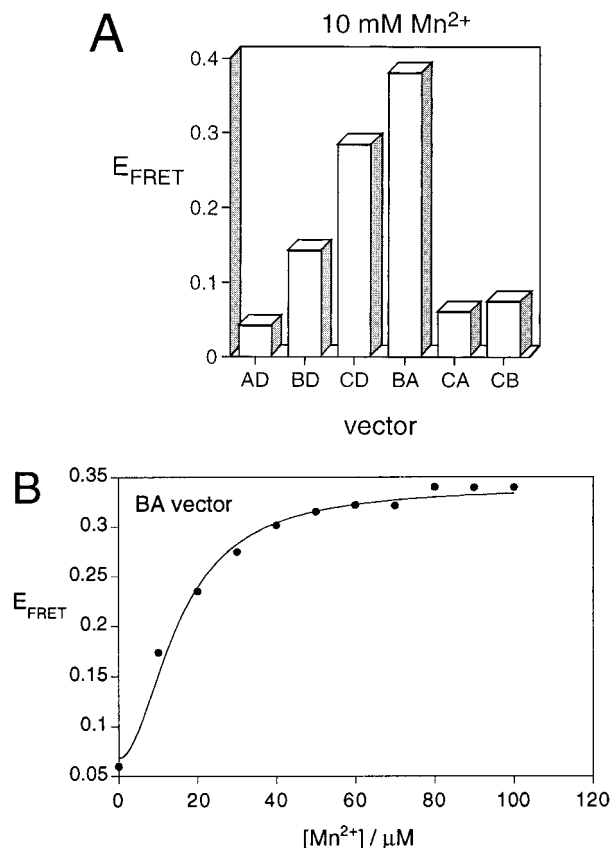 A
10 mM Mn²⁺
0.4
0.3
E_FRET
0.2
0.1
0
AD BD CD BA CA CB
vector
B
0.35
BA vector
0.3
0.25
E_FRET
0.2
0.15
0.1
0.05
0 20 40 60 80 100 120
[Mn²⁺] / μM